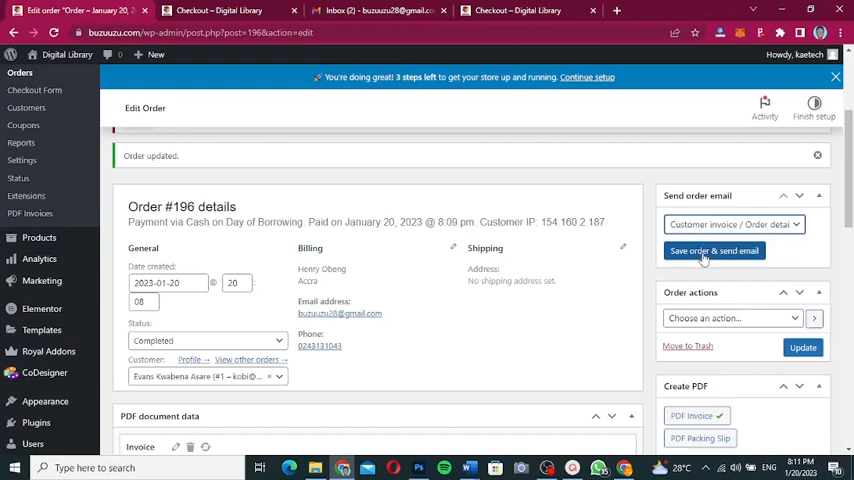 Edit order "Order – January 20, 2
Checkout – Digital Library
Inbox (2) - buzuuzu28@gmail.com
Checkout – Digital Library
buzuuzu.com/wp-admin/post.php?post=196&action=edit
Digital Library
0
New
Howdy, kaetech
Orders
Checkout Form
Customers
Coupons
Reports
Settings
Status
Extensions
PDF Invoices
Products
Analytics
Marketing
Elementor
Templates
Royal Addons
CoDesigner
Appearance
Plugins
Users
🚀 You're doing great! 3 steps left to get your store up and running. Continue setup
Edit Order
Activity
Finish setup
Order updated.
Order #196 details
Payment via Cash on Day of Borrowing. Paid on January 20, 2023 @ 8:09 pm. Customer IP: 154.160.2.187
General
Date created:
2023-01-20 @ 20 :
08
Status:
Completed
Customer: Profile → View other orders →
Evans Kwabena Asare (#1 – kobi@... ×
Billing
Henry Obeng
Accra
Email address:
buzuuzu28@gmail.com
Phone:
0243131043
Shipping
Address:
No shipping address set.
PDF document data
Invoice
Send order email
Customer invoice / Order detai
Save order & send email
Order actions
Choose an action...
Move to Trash
Update
Create PDF
PDF Invoice ✓
PDF Packing Slip
Type here to search
15
28°C
ENG
8:11 PM
1/20/2023
10